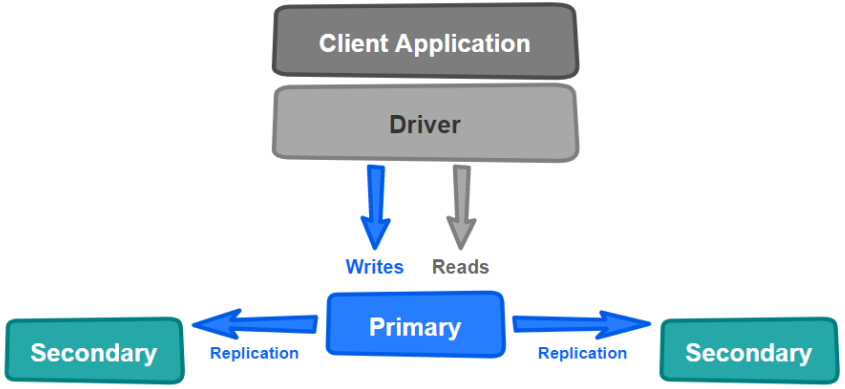 Client Application
Driver
Writes
Reads
Primary
Replication
Replication
Secondary
Secondary